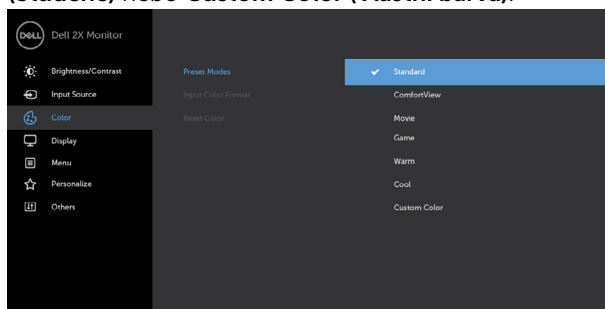 (Studené) nebo Custom Color (Vlastní barva).
DELL Dell 2X Monitor
Brightness/Contrast Preset Modes Standard
Input Source Input Color Format ComfortView
Color Reset Color Movie
Display Game
Menu Warm
Personalize Cool
Others Custom Color